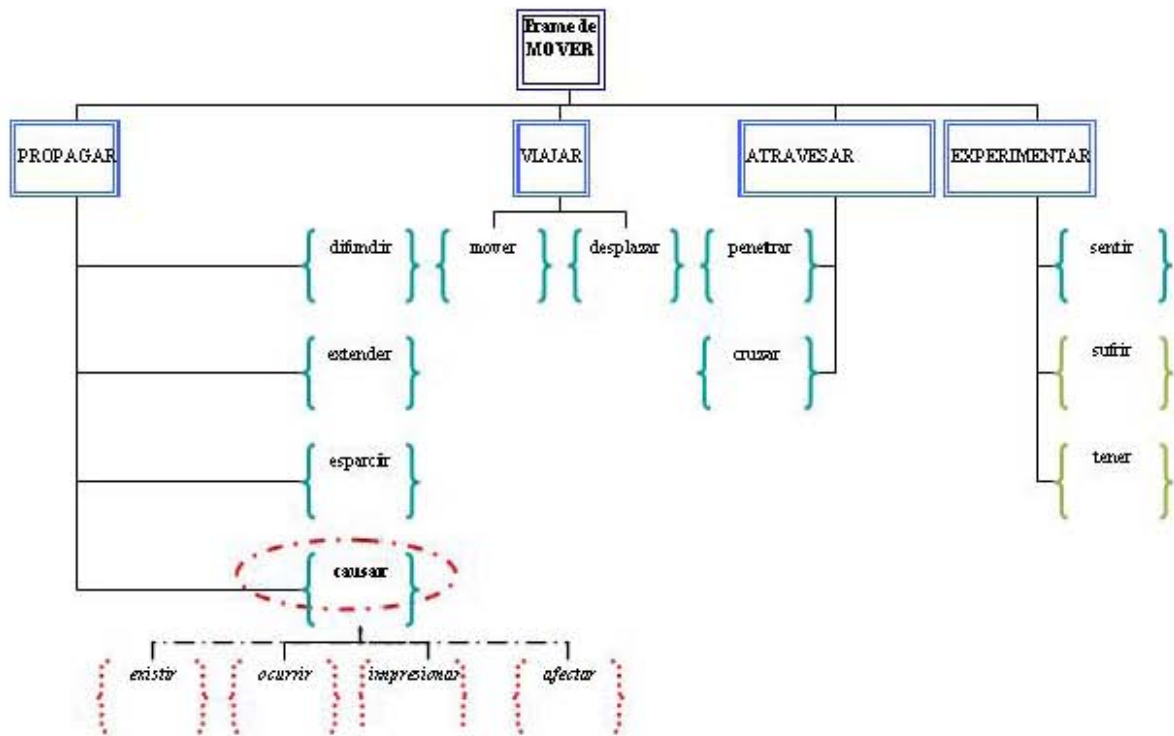 Frame de
MOVER
PROPAGAR
VIAJAR
ATRAVESAR
EXPERIMENTAR
difundir
mover
desplazar
penetrar
sentir
extender
cruzar
sufrir
esparcir
tener
causar
existir
ocurrir
impresionar
afectar